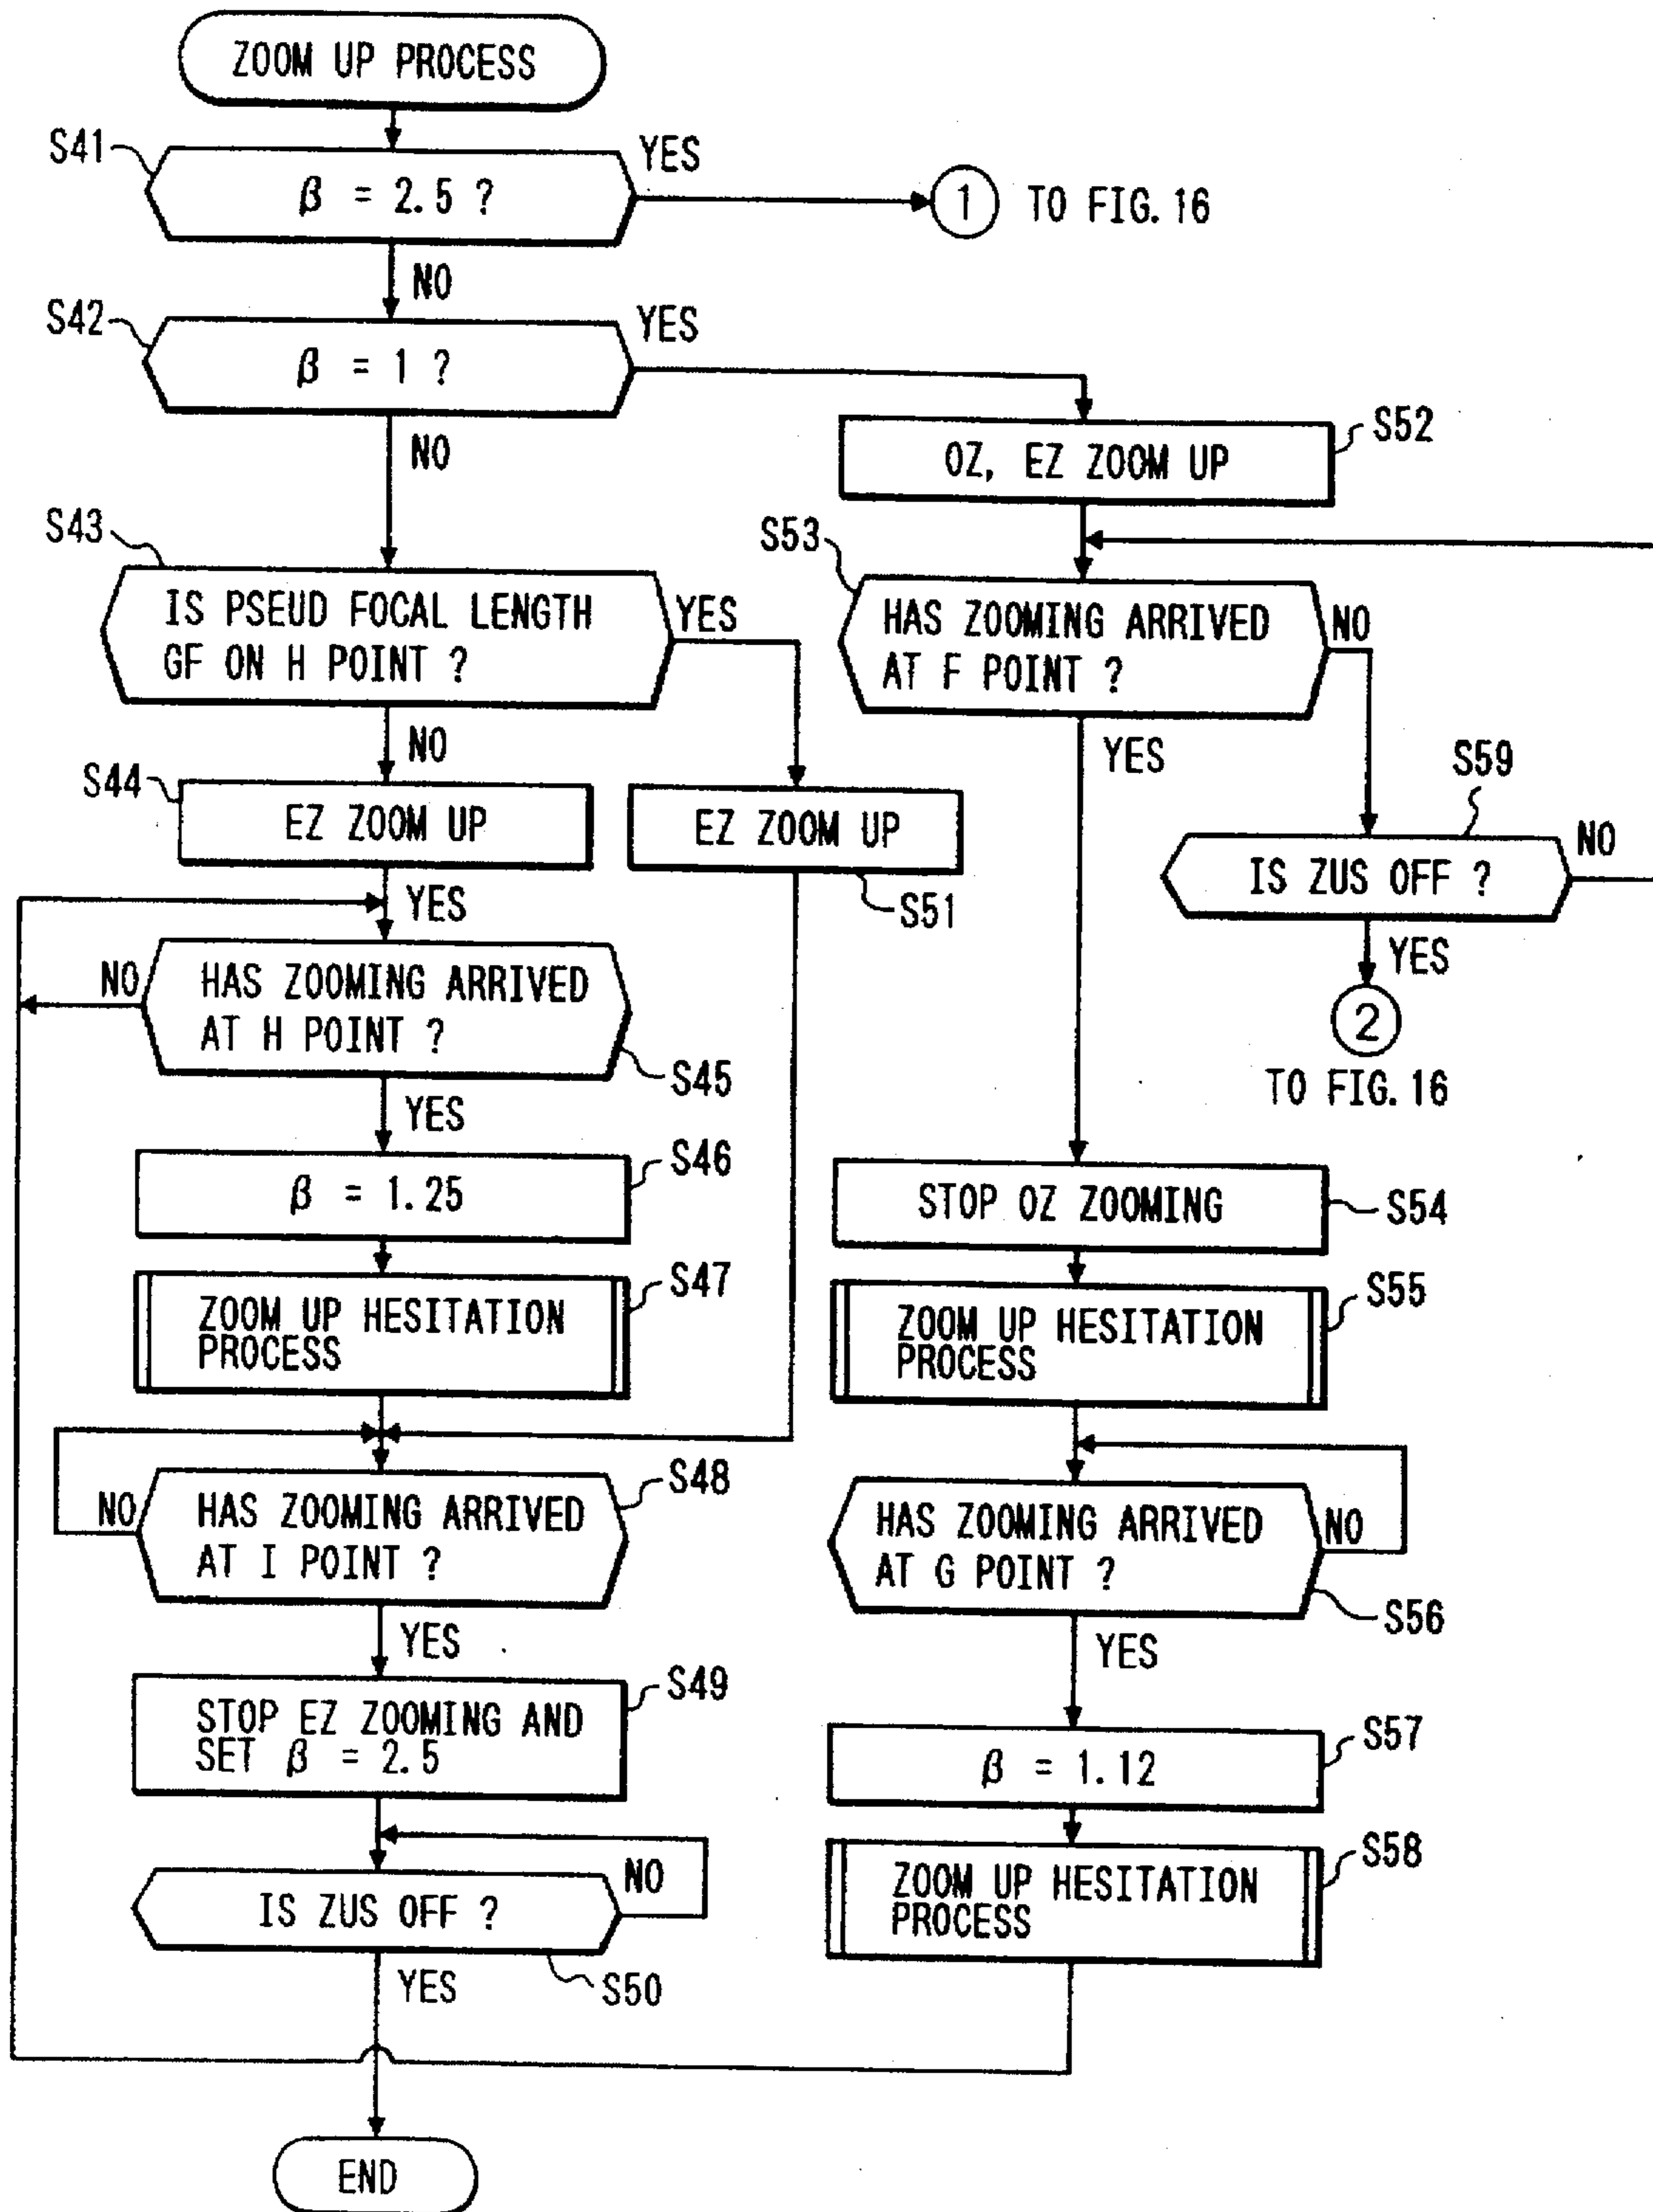 ZOOM UP PROCESS
S41
β = 2.5 ?
YES
1 TO FIG. 16
NO
S42
β = 1 ?
YES
NO
S52
OZ, EZ ZOOM UP
S43
IS PSEUD FOCAL LENGTH
GF ON H POINT ?
YES
S53
HAS ZOOMING ARRIVED
AT F POINT ?
NO
NO
YES
S44
EZ ZOOM UP
EZ ZOOM UP
S51
S59
IS ZUS OFF ?
NO
YES
2
TO FIG. 16
YES
HAS ZOOMING ARRIVED
AT H POINT ?
NO
S45
YES
S46
β = 1.25
STOP OZ ZOOMING
S54
S47
ZOOM UP HESITATION
PROCESS
S55
ZOOM UP HESITATION
PROCESS
S48
HAS ZOOMING ARRIVED
AT I POINT ?
NO
HAS ZOOMING ARRIVED
AT G POINT ?
NO
S56
YES
YES
S49
STOP EZ ZOOMING AND
SET β = 2.5
S57
β = 1.12
NO
IS ZUS OFF ?
S50
YES
S58
ZOOM UP HESITATION
PROCESS
END